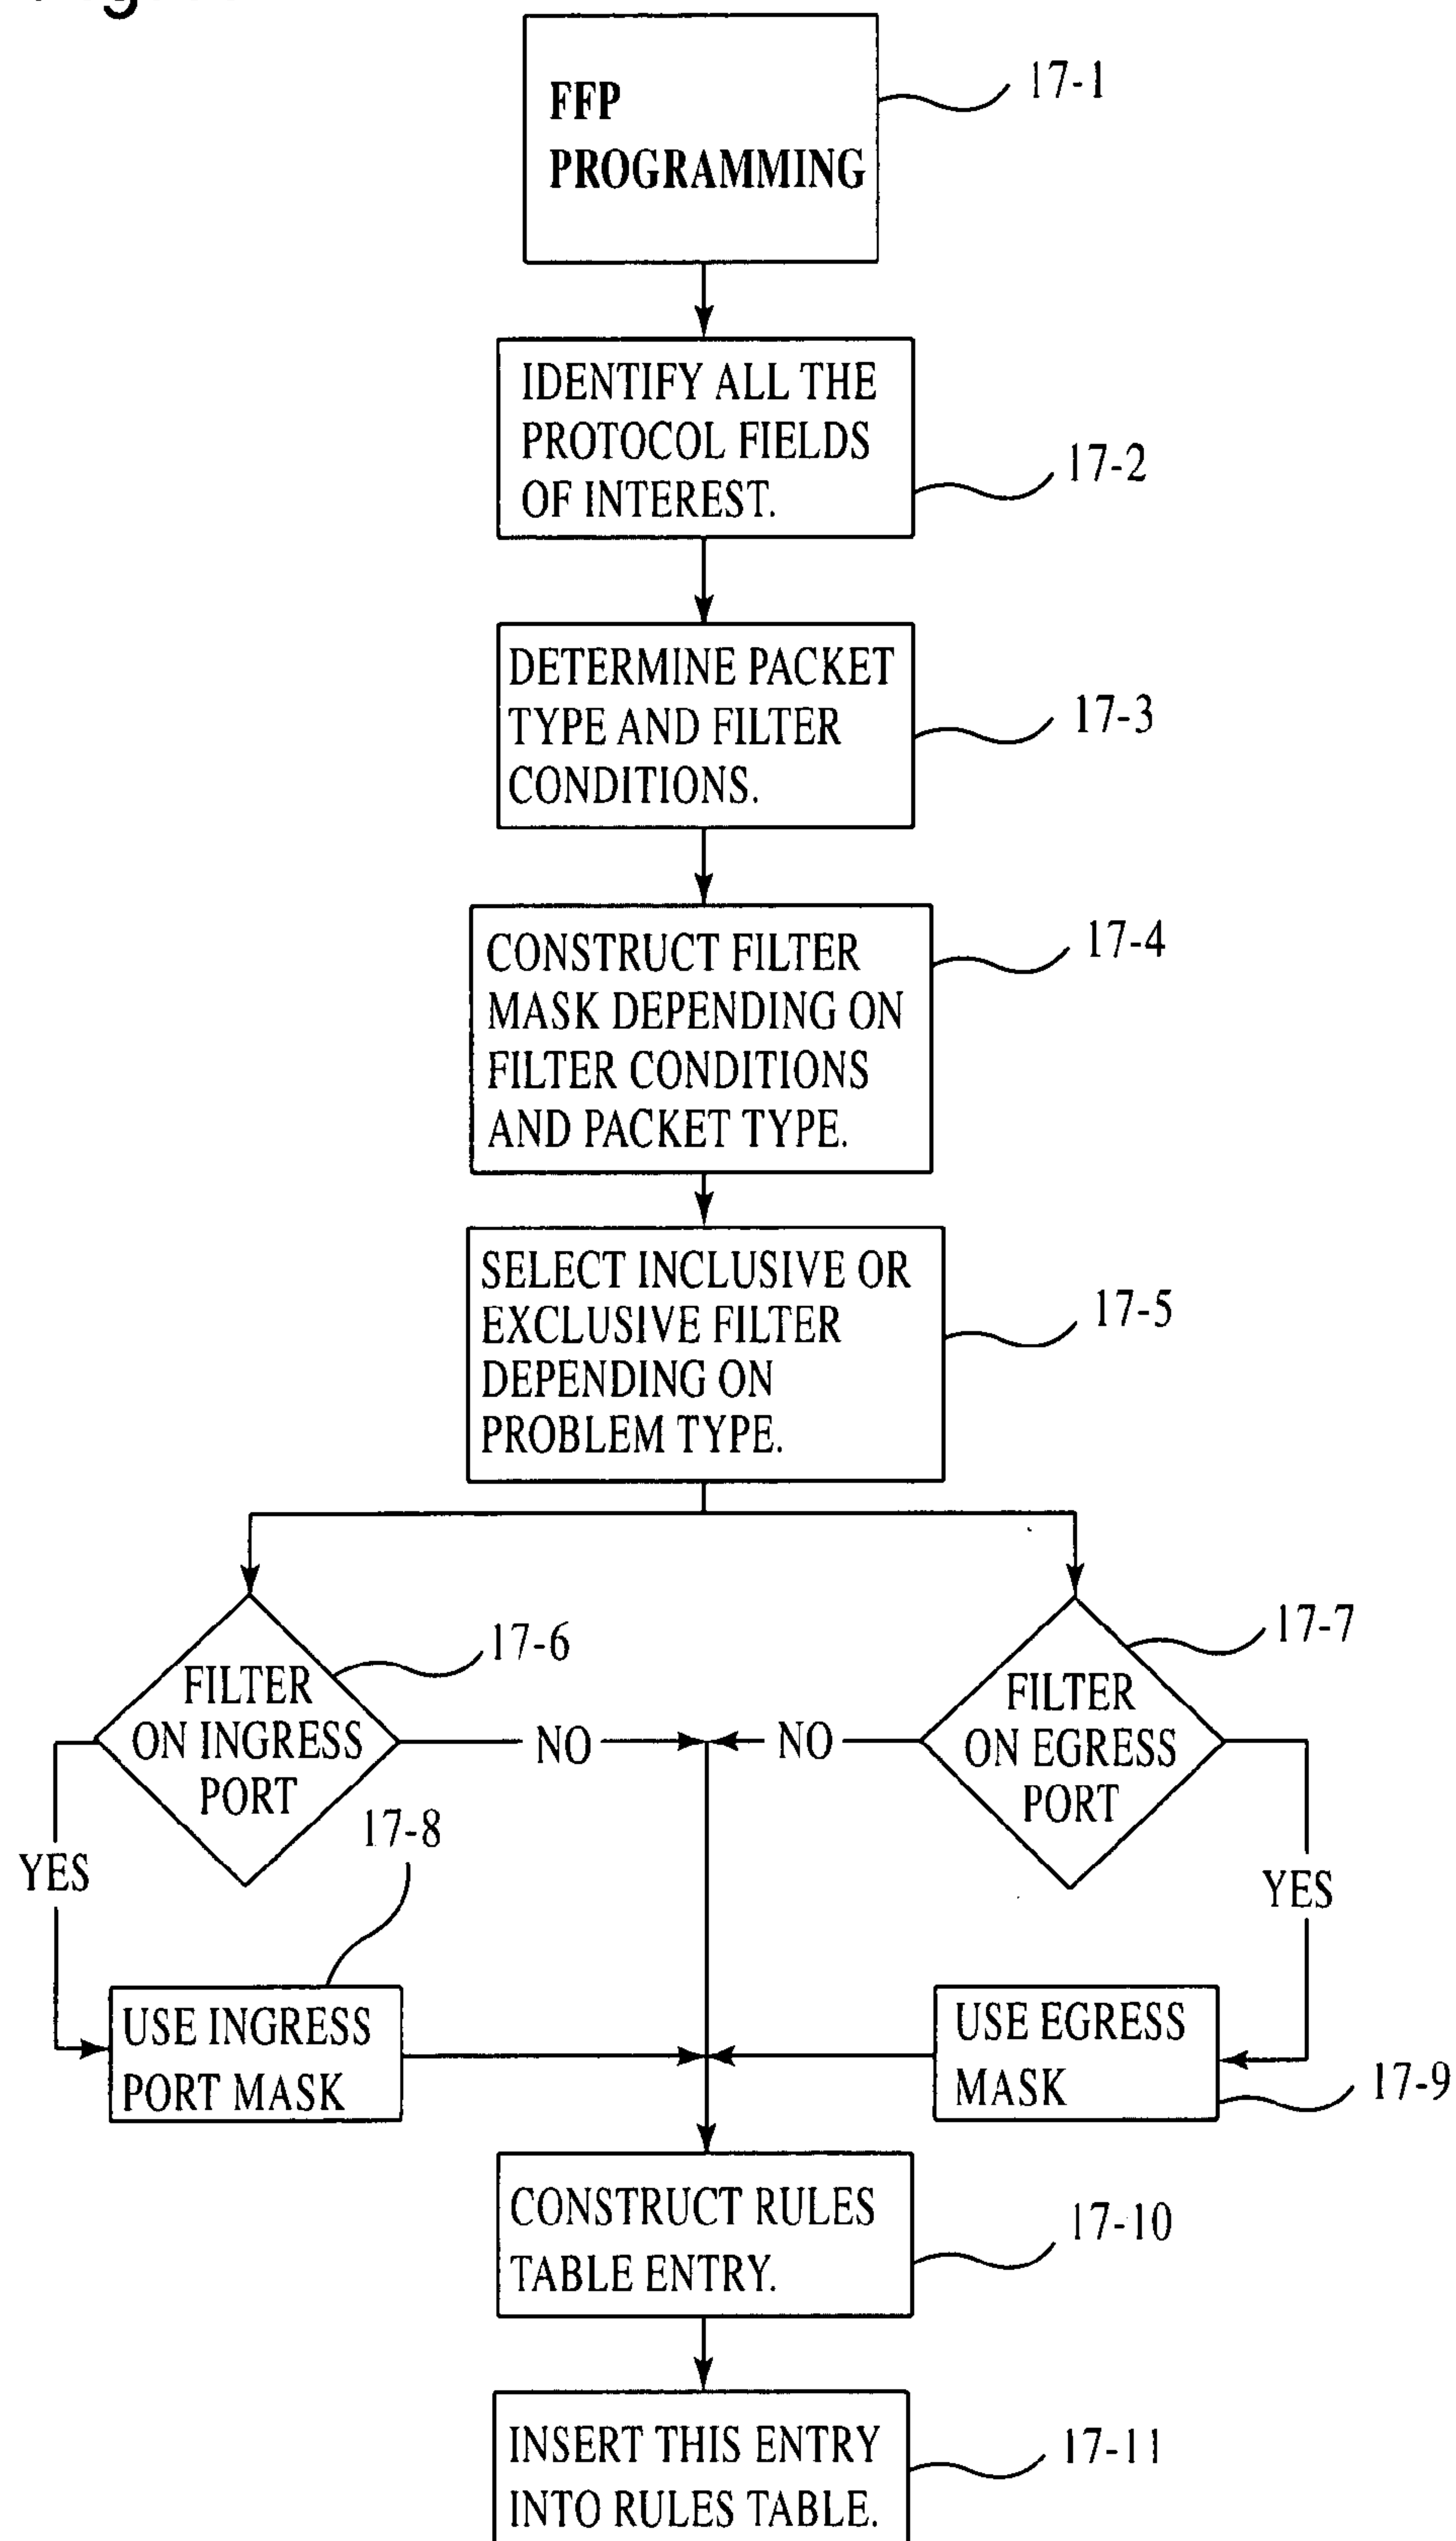 FFP
PROGRAMMING
17-1
IDENTIFY ALL THE
PROTOCOL FIELDS
OF INTEREST.
17-2
DETERMINE PACKET
TYPE AND FILTER
CONDITIONS.
17-3
CONSTRUCT FILTER
MASK DEPENDING ON
FILTER CONDITIONS
AND PACKET TYPE.
17-4
SELECT INCLUSIVE OR
EXCLUSIVE FILTER
DEPENDING ON
PROBLEM TYPE.
17-5
17-6
FILTER
ON INGRESS
PORT
NO
NO
17-7
FILTER
ON EGRESS
PORT
YES
17-8
YES
USE INGRESS
PORT MASK
USE EGRESS
MASK
17-9
CONSTRUCT RULES
TABLE ENTRY.
17-10
INSERT THIS ENTRY
INTO RULES TABLE.
17-11